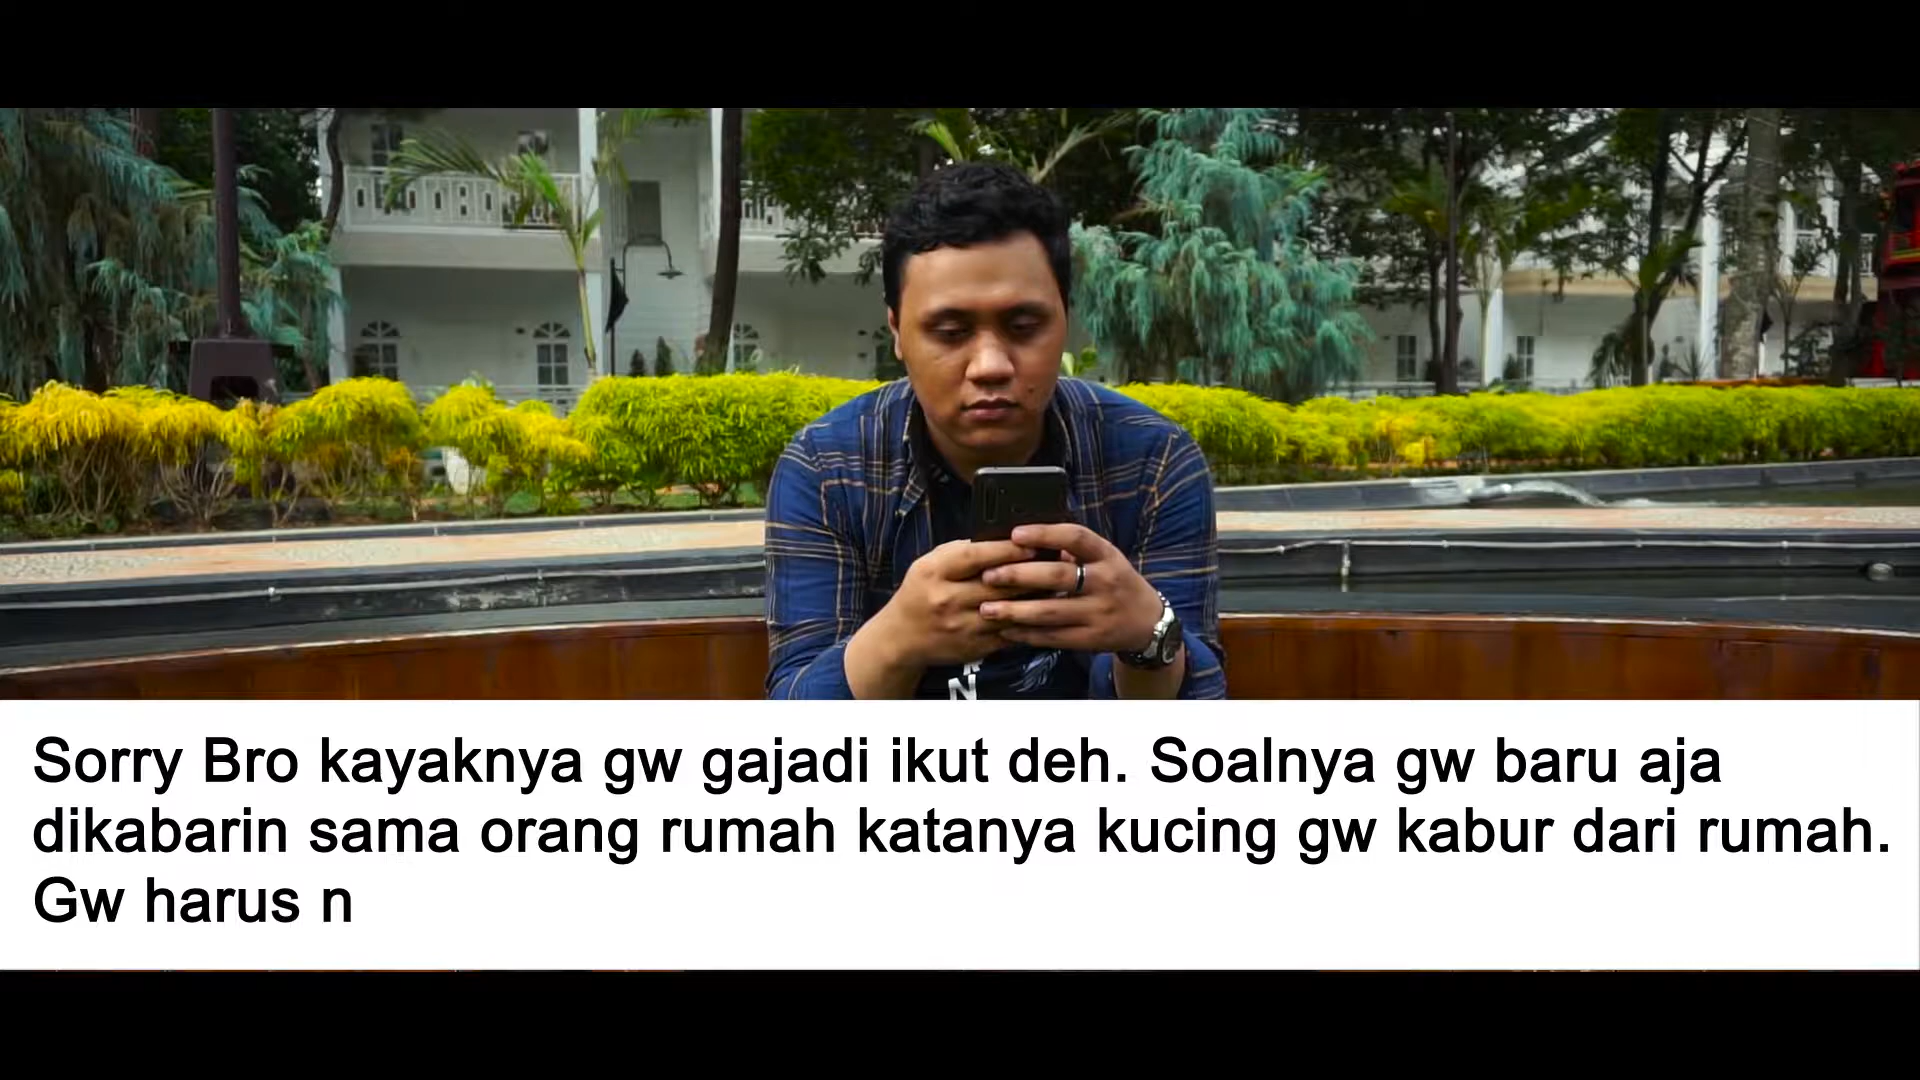 Sorry Bro kayaknya gw gajadi ikut deh. Soalnya gw baru aja
dikabarin sama orang rumah katanya kucing gw kabur dari rumah.
Gw harus n